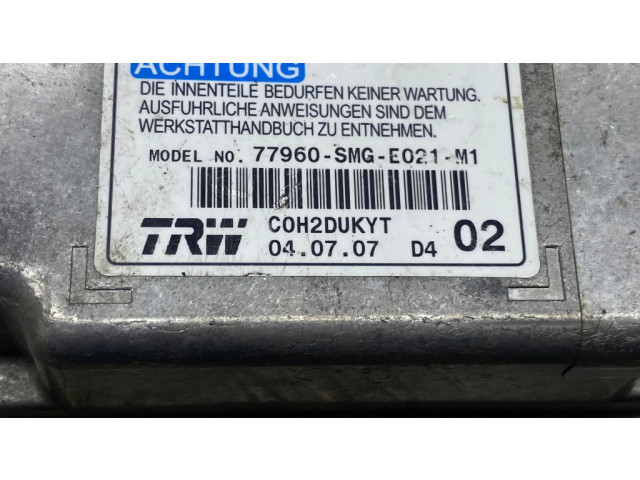 ACHTUNG
DIE INNENTEILE BEDURFEN KEINER WARTUNG.
AUSFUHRLICHE ANWEISUNGEN SIND DEM
WERKSTATTHANDBUCH ZU ENTNEHMEN.
MODEL NO. 77960-SMG-E021-M1
TRW C0H2DUKYT
04.07.07 D4 02